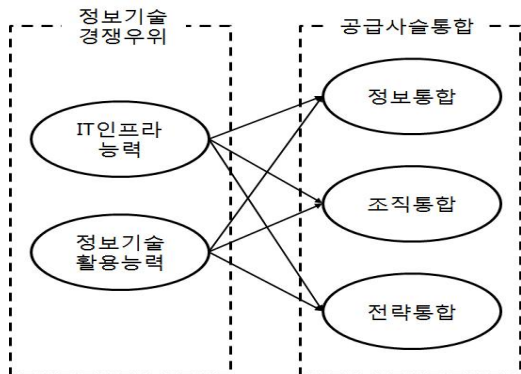 정보기술
경쟁우위
공급사슬통합
IT인프라
능력
정보기술
활용능력
정보통합
조직통합
전략통합